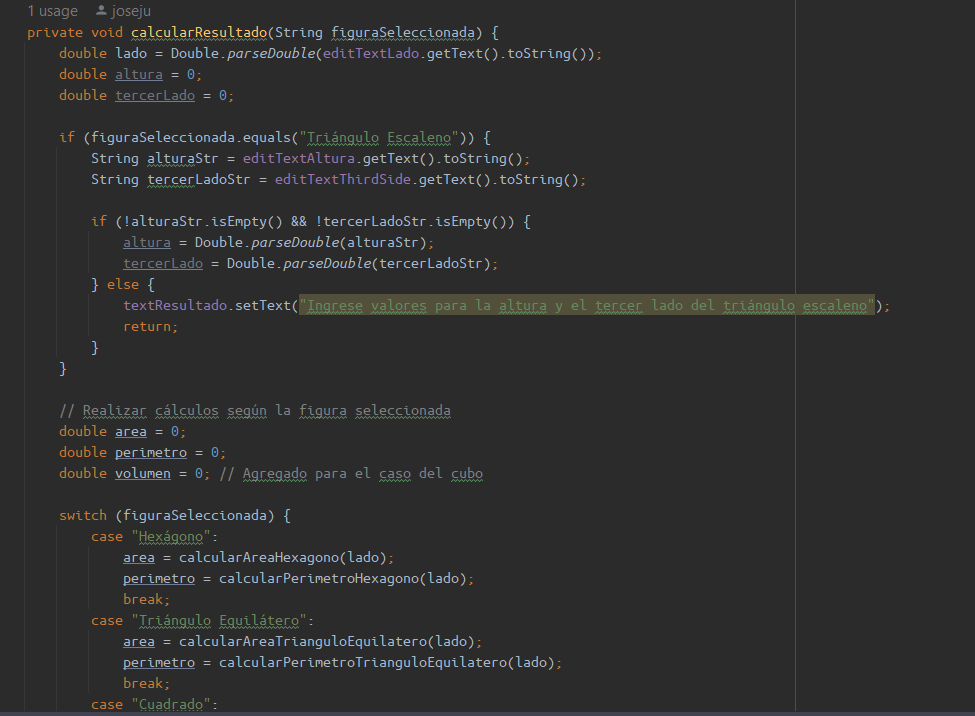 1 usage joseju
private void calcularResultado(String figuraSeleccionada) {
    double lado = Double.parseDouble(editTextLado.getText().toString());
    double altura = 0;
    double tercerLado = 0;

    if (figuraSeleccionada.equals("Triángulo Escaleno")) {
        String alturaStr = editTextAltura.getText().toString();
        String tercerLadoStr = editTextThirdSide.getText().toString();

        if (!alturaStr.isEmpty() && !tercerLadoStr.isEmpty()) {
            altura = Double.parseDouble(alturaStr);
            tercerLado = Double.parseDouble(tercerLadoStr);
        } else {
            textResultado.setText("Ingrese valores para la altura y el tercer lado del triángulo escaleno");
            return;
        }
    }

    // Realizar cálculos según la figura seleccionada
    double area = 0;
    double perimetro = 0;
    double volumen = 0; // Agregado para el caso del cubo

    switch (figuraSeleccionada) {
        case "Hexágono":
            area = calcularAreaHexagono(lado);
            perimetro = calcularPerimetroHexagono(lado);
            break;
        case "Triángulo Equilátero":
            area = calcularAreaTrianguloEquilatero(lado);
            perimetro = calcularPerimetroTrianguloEquilatero(lado);
            break;
        case "Cuadrado":